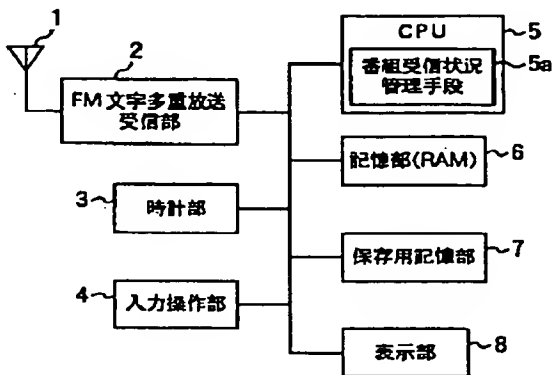 1
2
FM文字多重放送
受信部
3
時計部
4
入力操作部
CPU
5
番組受信状況
管理手段
5a
記憶部(RAM)
6
保存用記憶部
7
表示部
8